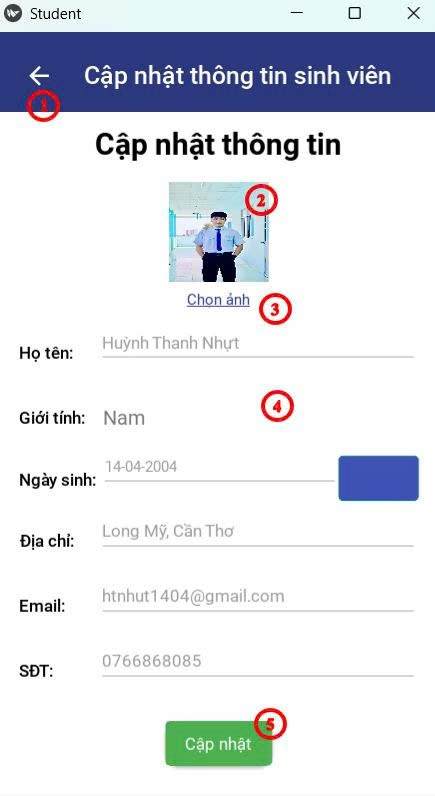 Student
Cập nhật thông tin sinh viên
1
Cập nhật thông tin
2
Chọn ảnh
3
Họ tên: Huỳnh Thanh Nhựt
4
Giới tính: Nam
Ngày sinh: 14-04-2004
Địa chỉ: Long Mỹ, Cần Thơ
Email: htnhut1404@gmail.com
SĐT: 0766868085
5
Cập nhật